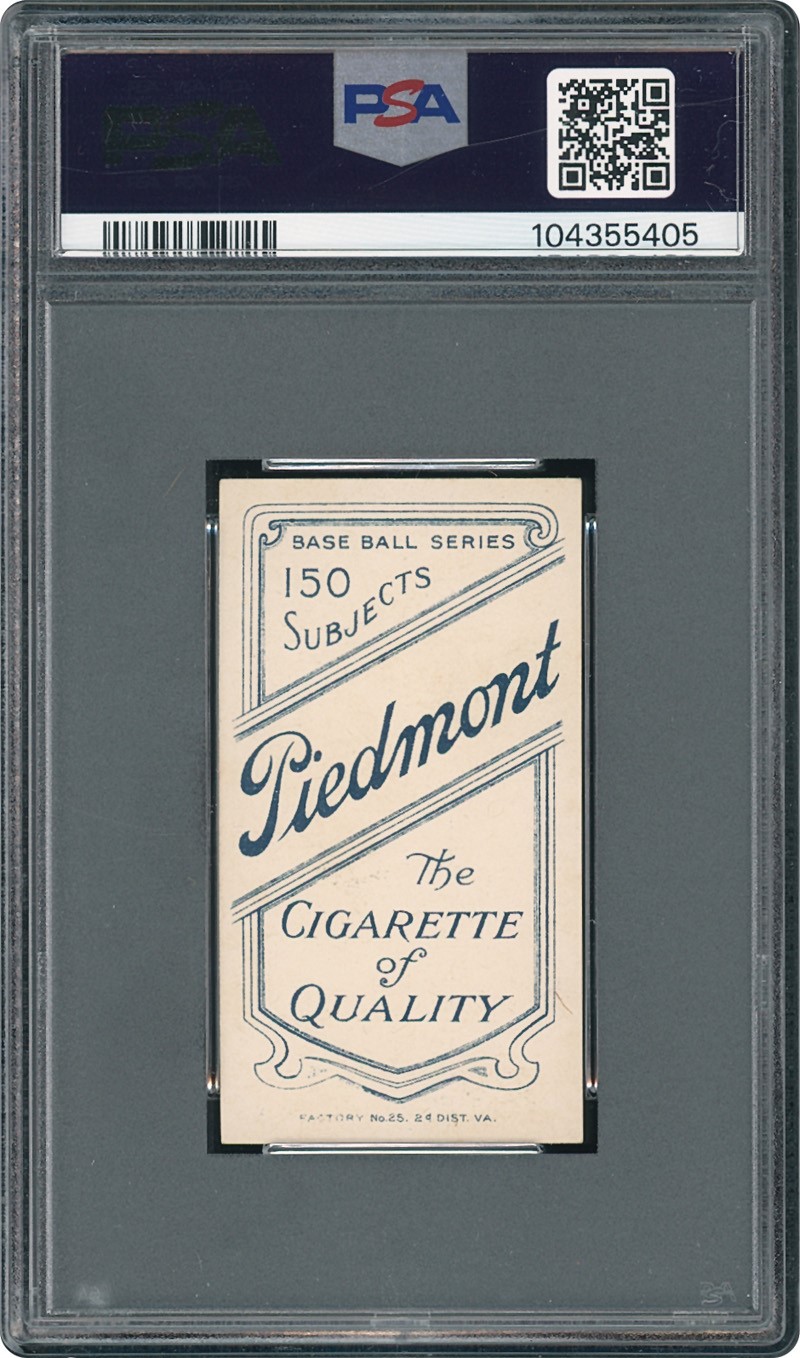 PSA
104355405
BASE BALL SERIES
150
SUBJECTS
Piedmont
The
CIGARETTE
of
QUALITY
FACTORY No.25. 2d DIST. VA.